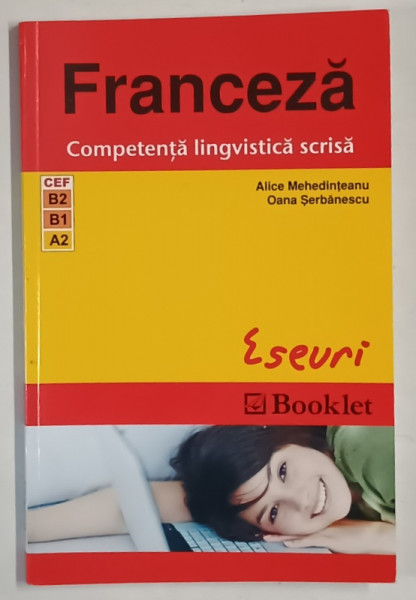 Franceză
Competență lingvistică scrisă
CEF
B2
B1
A2
Alice Mehedințeanu
Oana Șerbănescu
Eseuri
Booklet